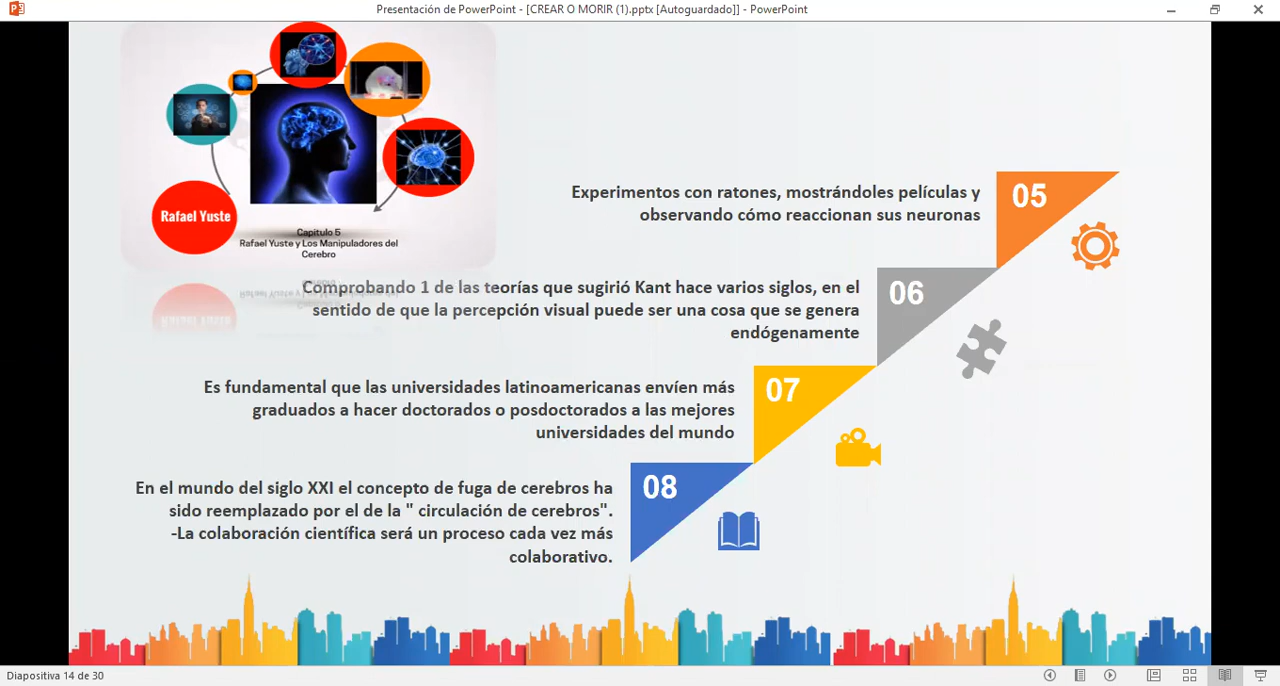 Presentación de PowerPoint - [CREAR O MORIR (1).pptx [Autoguardado]] - PowerPoint
Rafael Yuste
Capitulo 5
Rafael Yuste y Los Manipuladores del
Cerebro
Experimentos con ratones, mostrándoles películas y
observando cómo reaccionan sus neuronas
05
Comprobando 1 de las teorías que sugirió Kant hace varios siglos, en el
sentido de que la percepción visual puede ser una cosa que se genera
endógenamente
06
Es fundamental que las universidades latinoamericanas envíen más
graduados a hacer doctorados o posdoctorados a las mejores
universidades del mundo
07
En el mundo del siglo XXI el concepto de fuga de cerebros ha
sido reemplazado por el de la " circulación de cerebros".
-La colaboración científica será un proceso cada vez más
colaborativo.
08
Diapositiva 14 de 30